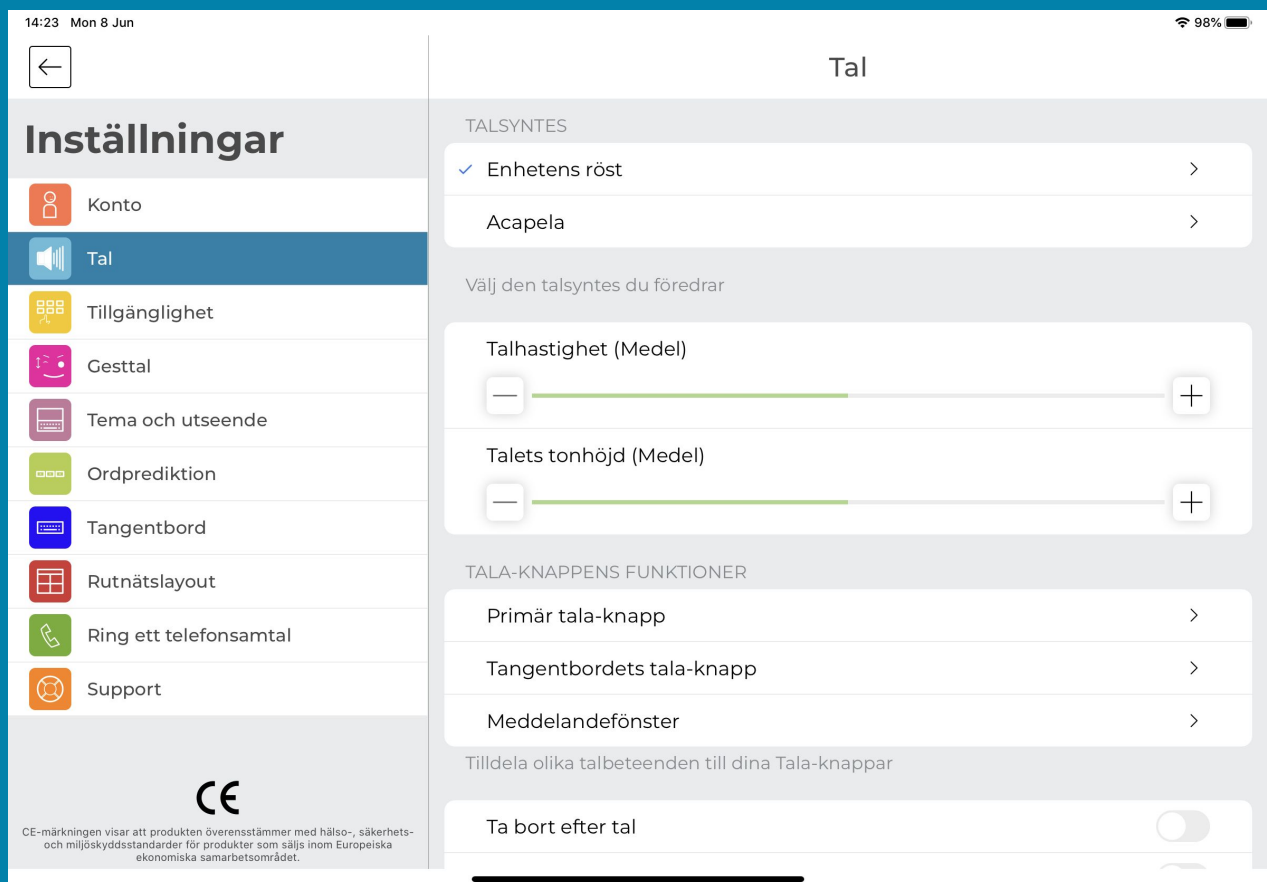 14:23 Mon 8 Jun
98%
Tal
Inställningar
Konto
Tal
Tillgänglighet
Gesttal
Tema och utseende
Ordprediktion
Tangentbord
Rutnätslayout
Ring ett telefonsamtal
Support
CE
CE-märkningen visar att produkten överensstämmer med hälso-, säkerhets-
och miljöskyddsstandarder för produkter som säljs inom Europeiska
ekonomiska samarbetsområdet.
TALSYNTES
Enhetens röst
Acapela
Välj den talsyntes du föredrar
Talhastighet (Medel)
Talets tonhöjd (Medel)
TALA-KNAPPENS FUNKTIONER
Primär tala-knapp
Tangentbordets tala-knapp
Meddelandefönster
Tilldela olika talbeteenden till dina Tala-knappar
Ta bort efter tal